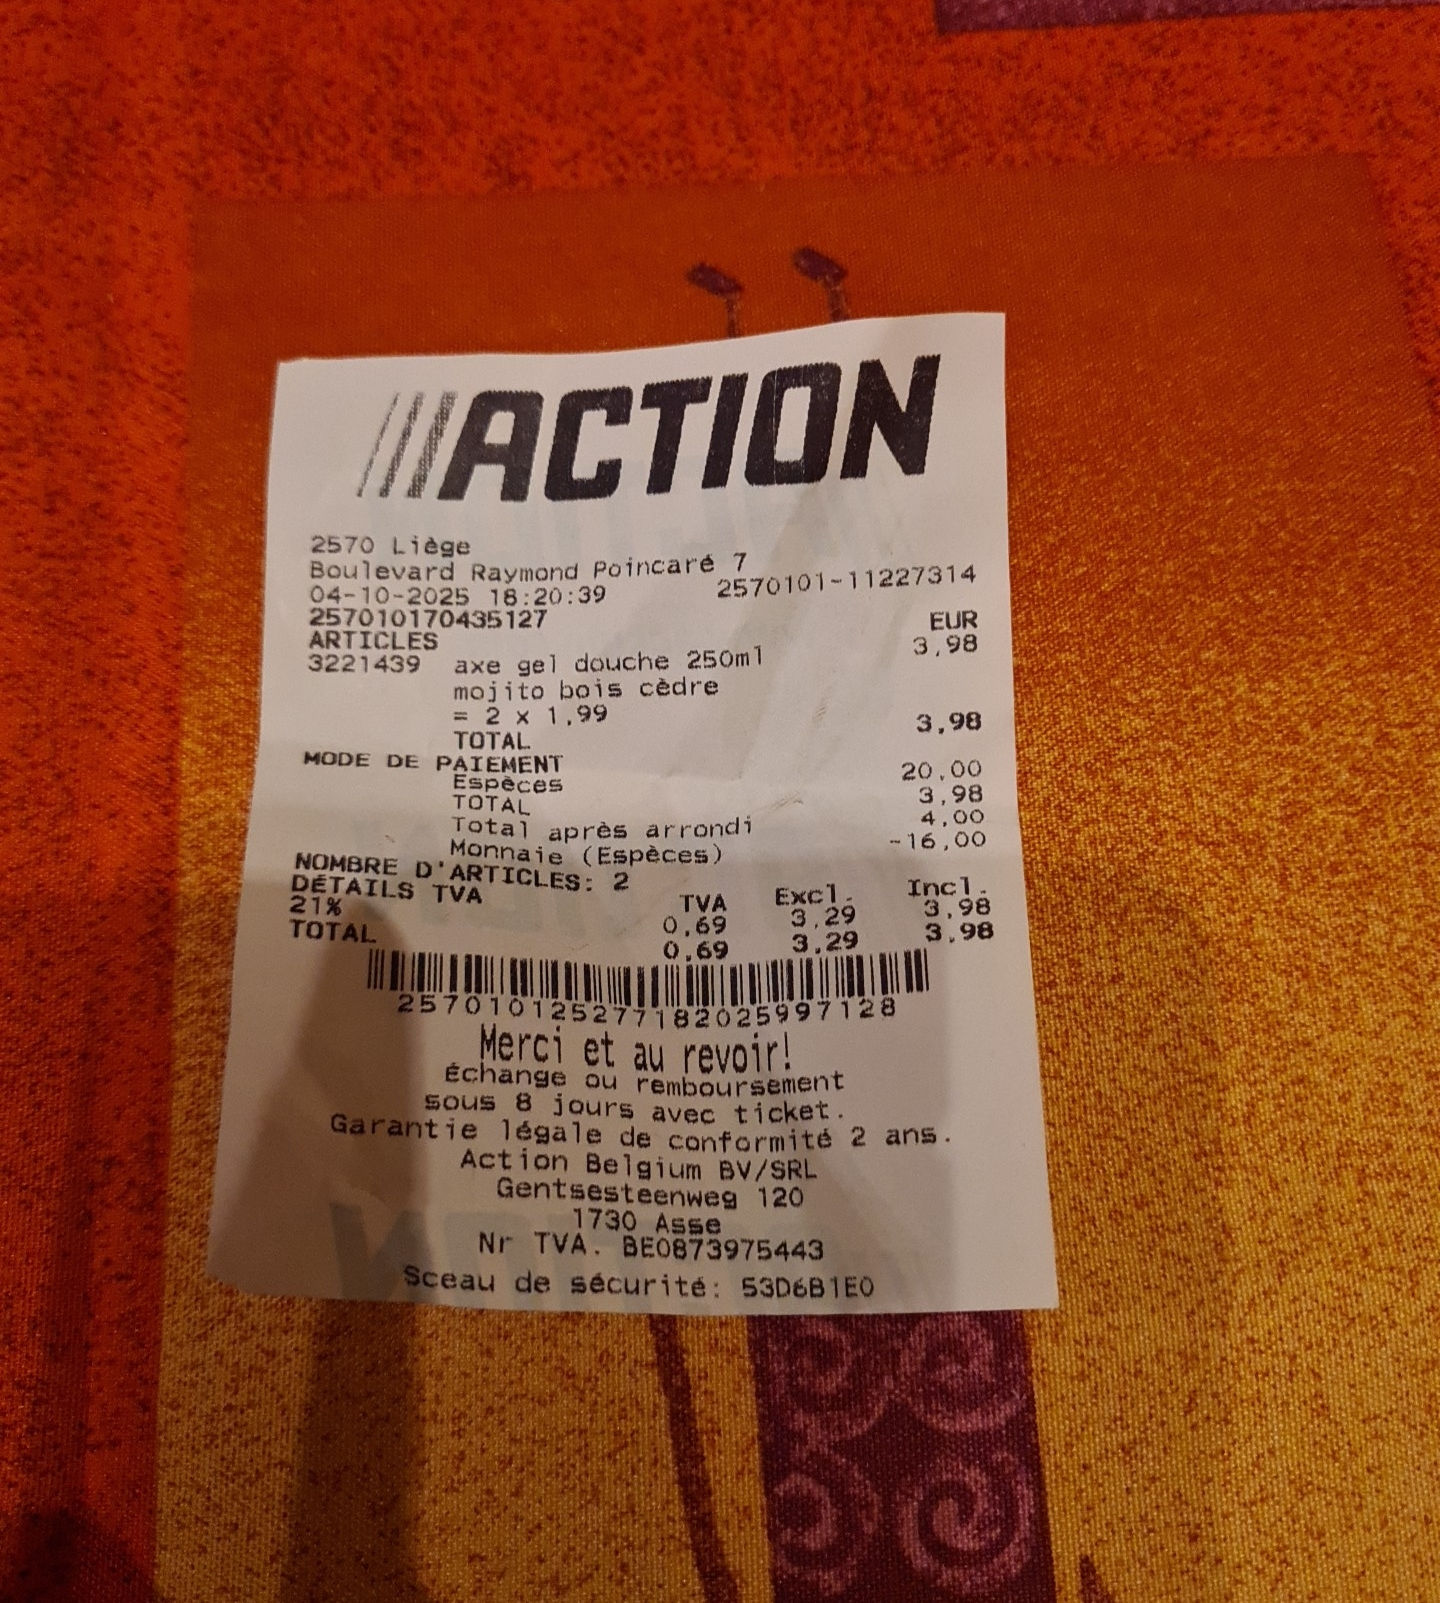 ACTION
2570 Liège
Boulevard Raymond Poincaré 7
04-10-2025 18:20:39 2570101-11227314
257010170435127 EUR
ARTICLES 3,98
3221439 axe gel douche 250ml
mojito bois cèdre
= 2 x 1,99
TOTAL 3,98
MODE DE PAIEMENT
Espèces 20,00
TOTAL 3,98
Total après arrondi 4,00
Monnaie (Espèces) -16,00
NOMBRE D'ARTICLES: 2
DÉTAILS TVA TVA Excl. Incl.
21% 0,69 3,29 3,98
TOTAL 0,69 3,29 3,98
257010125277182025997128
Merci et au revoir!
Échange ou remboursement
sous 8 jours avec ticket.
Garantie légale de conformité 2 ans.
Action Belgium BV/SRL
Gentsesteenweg 120
1730 Asse
Nr TVA. BE0873975443
Sceau de sécurité: 53D6B1E0